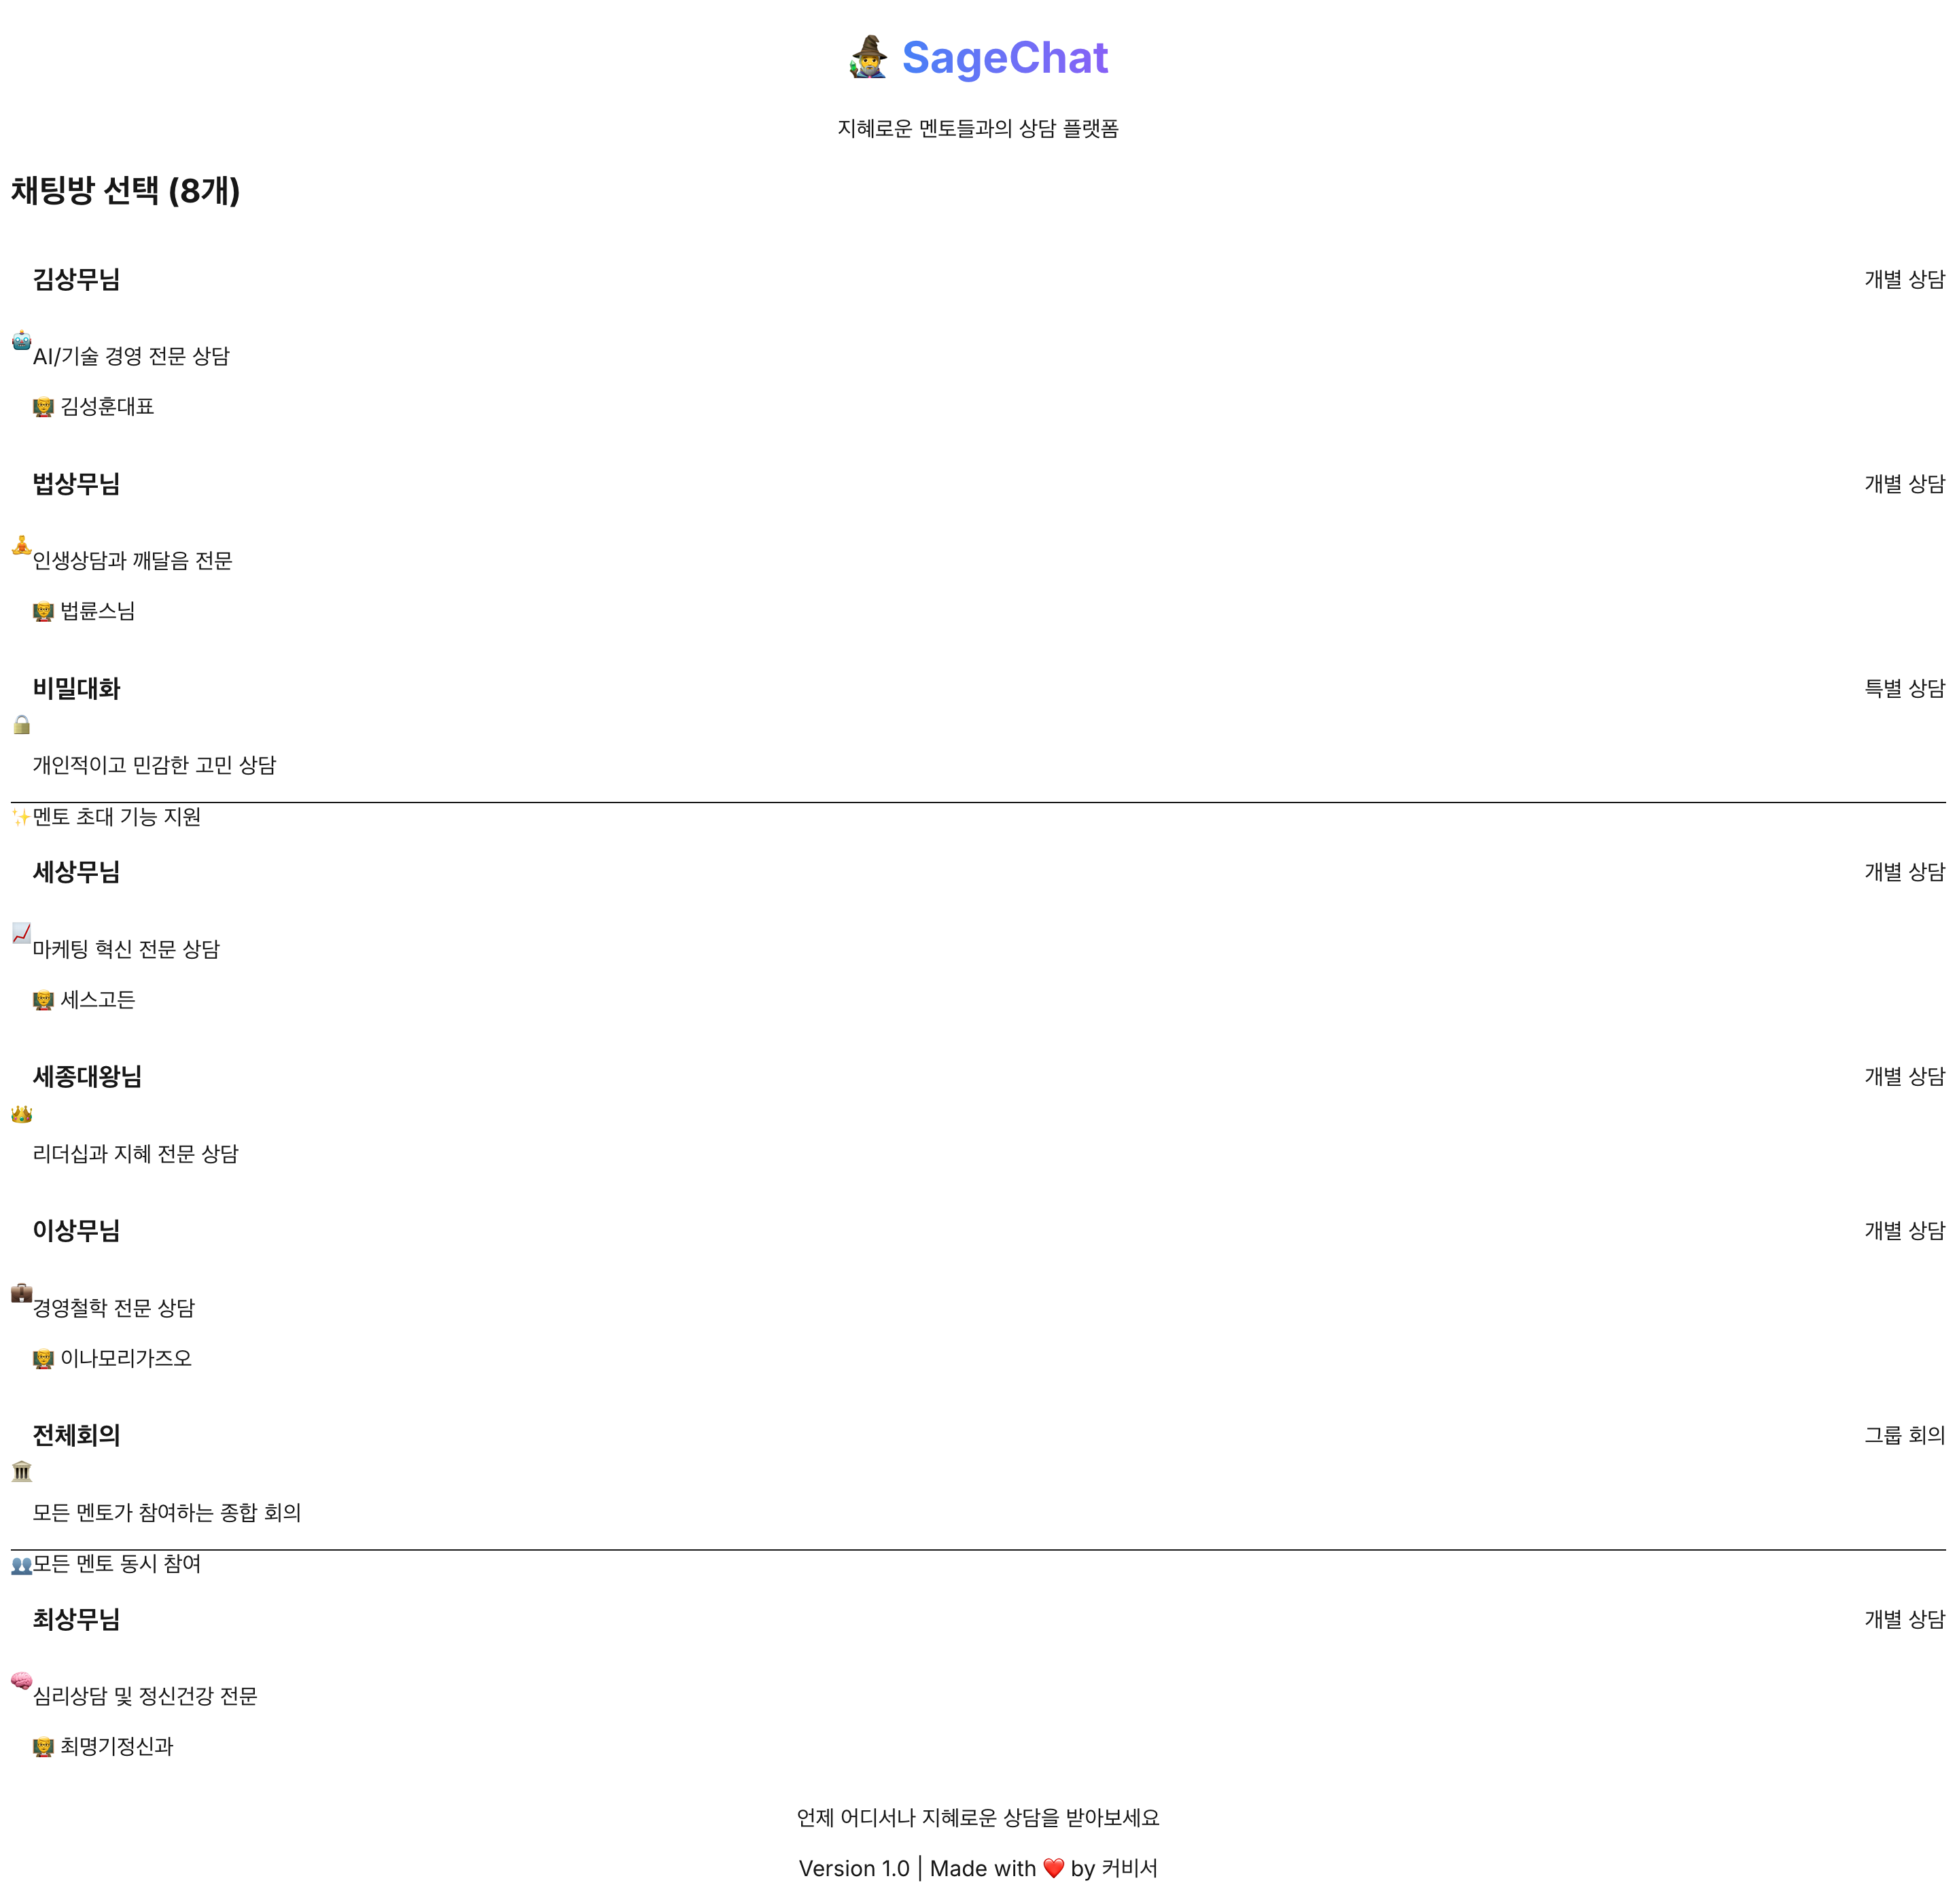 🧙‍♂️ SageChat
지혜로운 멘토들과의 상담 플랫폼
채팅방 선택 (8개)
김상무님 개별 상담
🤖
AI/기술 경영 전문 상담
👨‍🏫 김성훈대표
법상무님 개별 상담
🧘
인생상담과 깨달음 전문
👨‍🏫 법륜스님
비밀대화 특별 상담
🔒
개인적이고 민감한 고민 상담
✨멘토 초대 기능 지원
세상무님 개별 상담
📈
마케팅 혁신 전문 상담
👨‍🏫 세스고든
세종대왕님 개별 상담
👑
리더십과 지혜 전문 상담
이상무님 개별 상담
💼
경영철학 전문 상담
👨‍🏫 이나모리가즈오
전체회의 그룹 회의
🏛️
모든 멘토가 참여하는 종합 회의
👥모든 멘토 동시 참여
최상무님 개별 상담
🧠
심리상담 및 정신건강 전문
👨‍🏫 최명기정신과
언제 어디서나 지혜로운 상담을 받아보세요
Version 1.0 | Made with ❤️ by 커비서